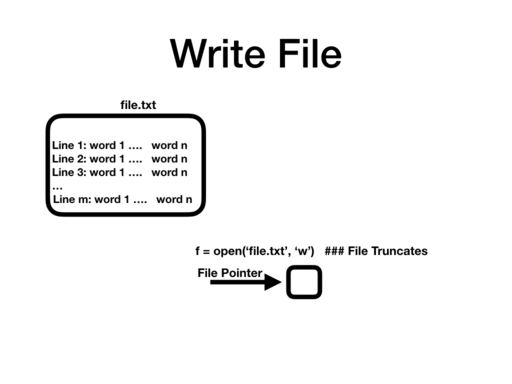 Write File
file.txt
Line 1: word 1 ....   word n
Line 2: word 1 ....   word n
Line 3: word 1 ....   word n
...
Line m: word 1 ....   word n
f = open(‘file.txt’, ‘w’)   ### File Truncates
File Pointer